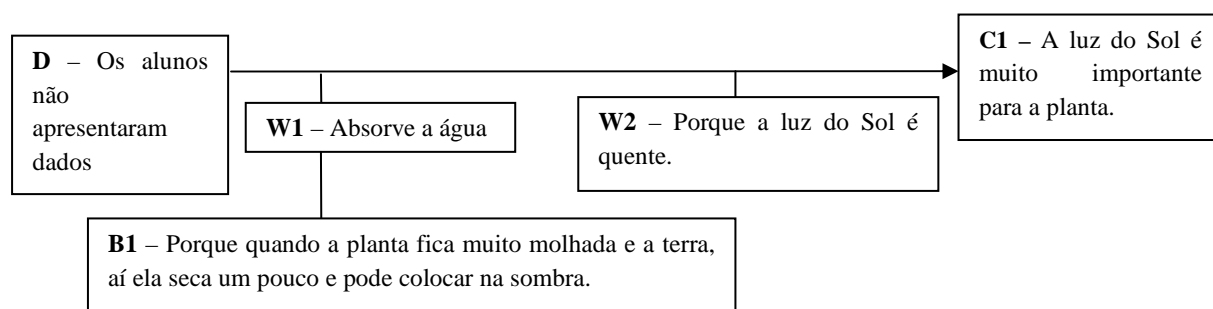 D – Os alunos
não
apresentaram
dados
W1 – Absorve a água
W2 – Porque a luz do Sol é
quente.
C1 – A luz do Sol é
muito importante
para a planta.
B1 – Porque quando a planta fica muito molhada e a terra,
aí ela seca um pouco e pode colocar na sombra.